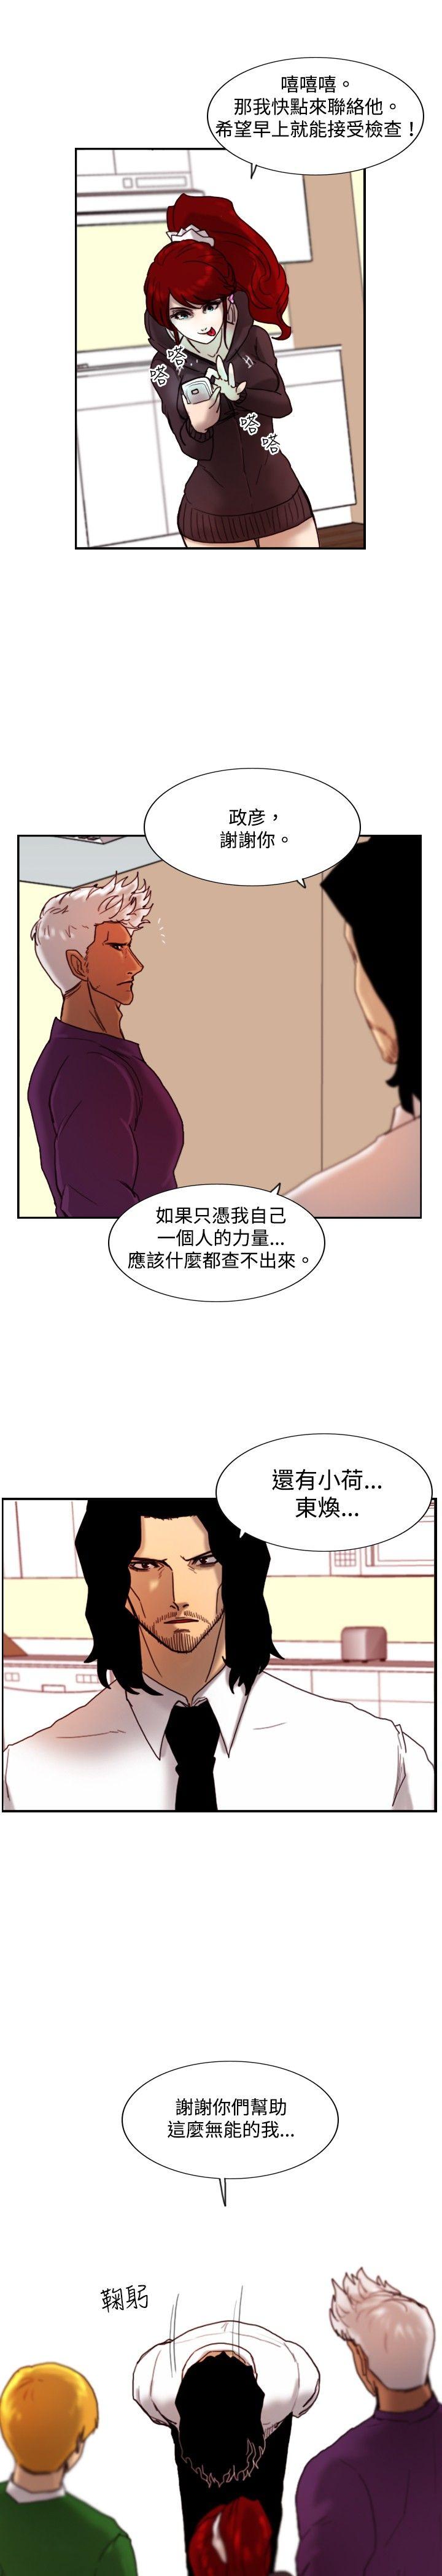 嘻嘻嘻。
那我快點來聯絡他。
希望早上就能接受檢查！
嗒
嗒
嗒
嗒
政彦，
謝謝你。
如果只憑我自己
一個人的力量...
應該什麼都查不出來。
還有小荷...
東煥...
謝謝你們幫助
這麼無能的我...
鞠躬